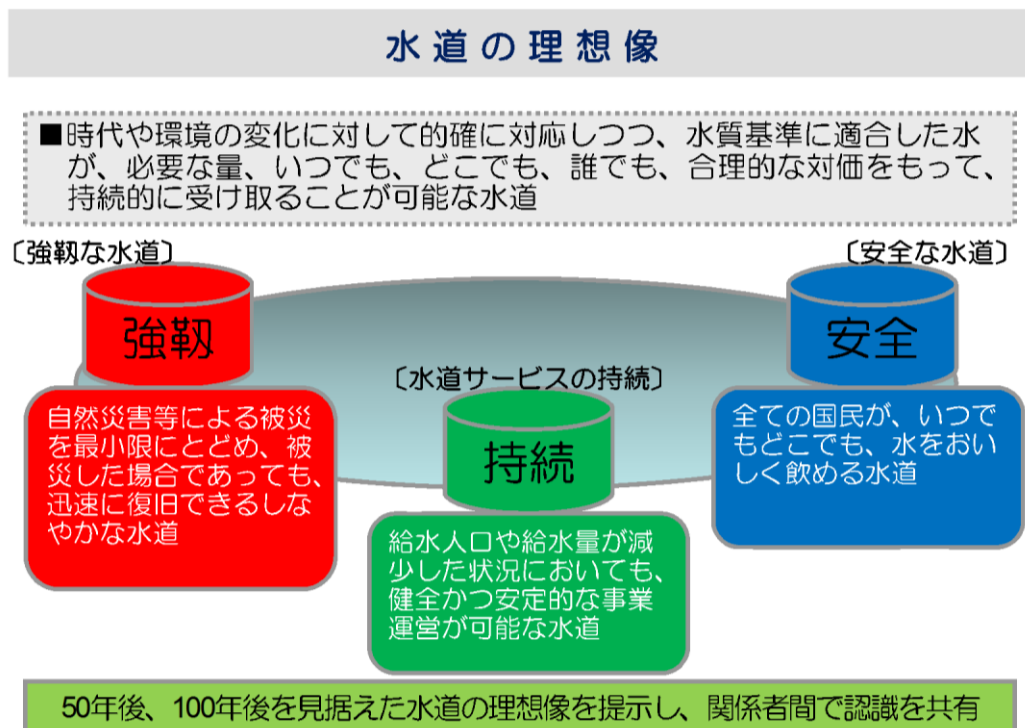 水道の理想像
■時代や環境の変化に対して的確に対応しつつ、水質基準に適合した水
が、必要な量、いつでも、どこでも、誰でも、合理的な対価をもって、
持続的に受け取ることが可能な水道
〔強靱な水道〕
強靱
自然災害等による被災
を最小限にとどめ、被
災した場合であっても、
迅速に復旧できるしな
やかな水道
〔水道サービスの持続〕
持続
給水人口や給水量が減
少した状況においても、
健全かつ安定的な事業
運営が可能な水道
〔安全な水道〕
安全
全ての国民が、いつで
もどこでも、水をおい
しく飲める水道
50年後、100年後を見据えた水道の理想像を提示し、関係者間で認識を共有